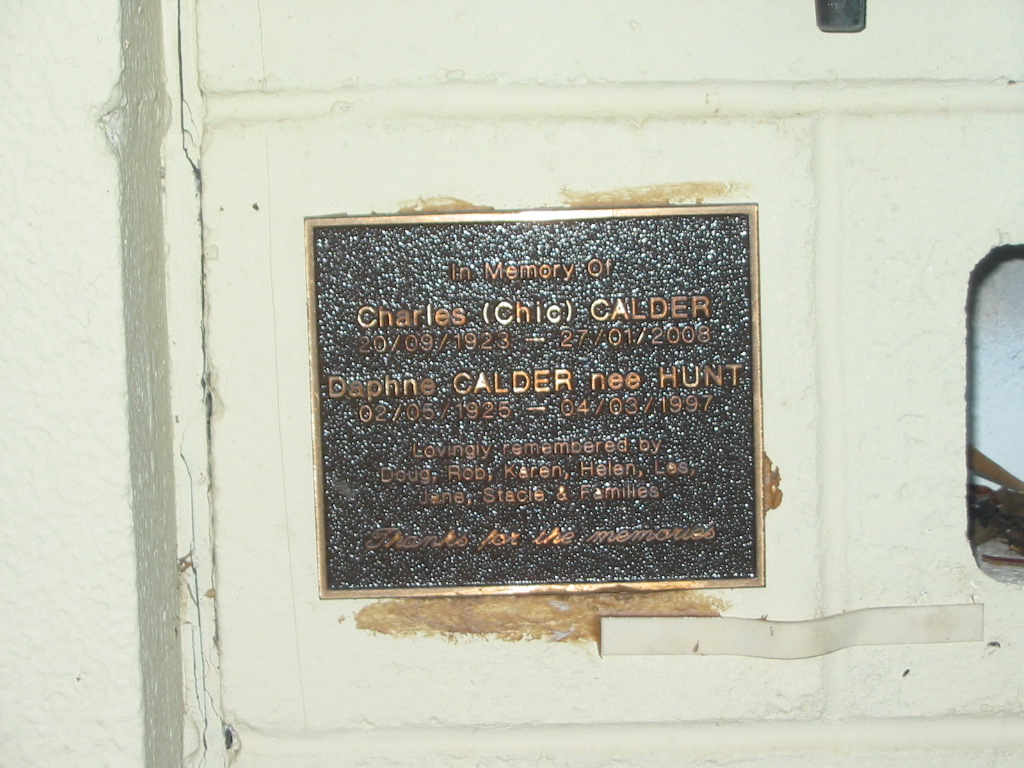 In Memory Of
Charles (Chic) CALDER
20/09/1923 — 27/01/2003
Daphne CALDER nee HUNT
02/05/1925 — 04/03/1997
Lovingly remembered by
Doug, Rob, Karen, Helen, Les,
Jane, Stacie & Families
Thanks for the memories